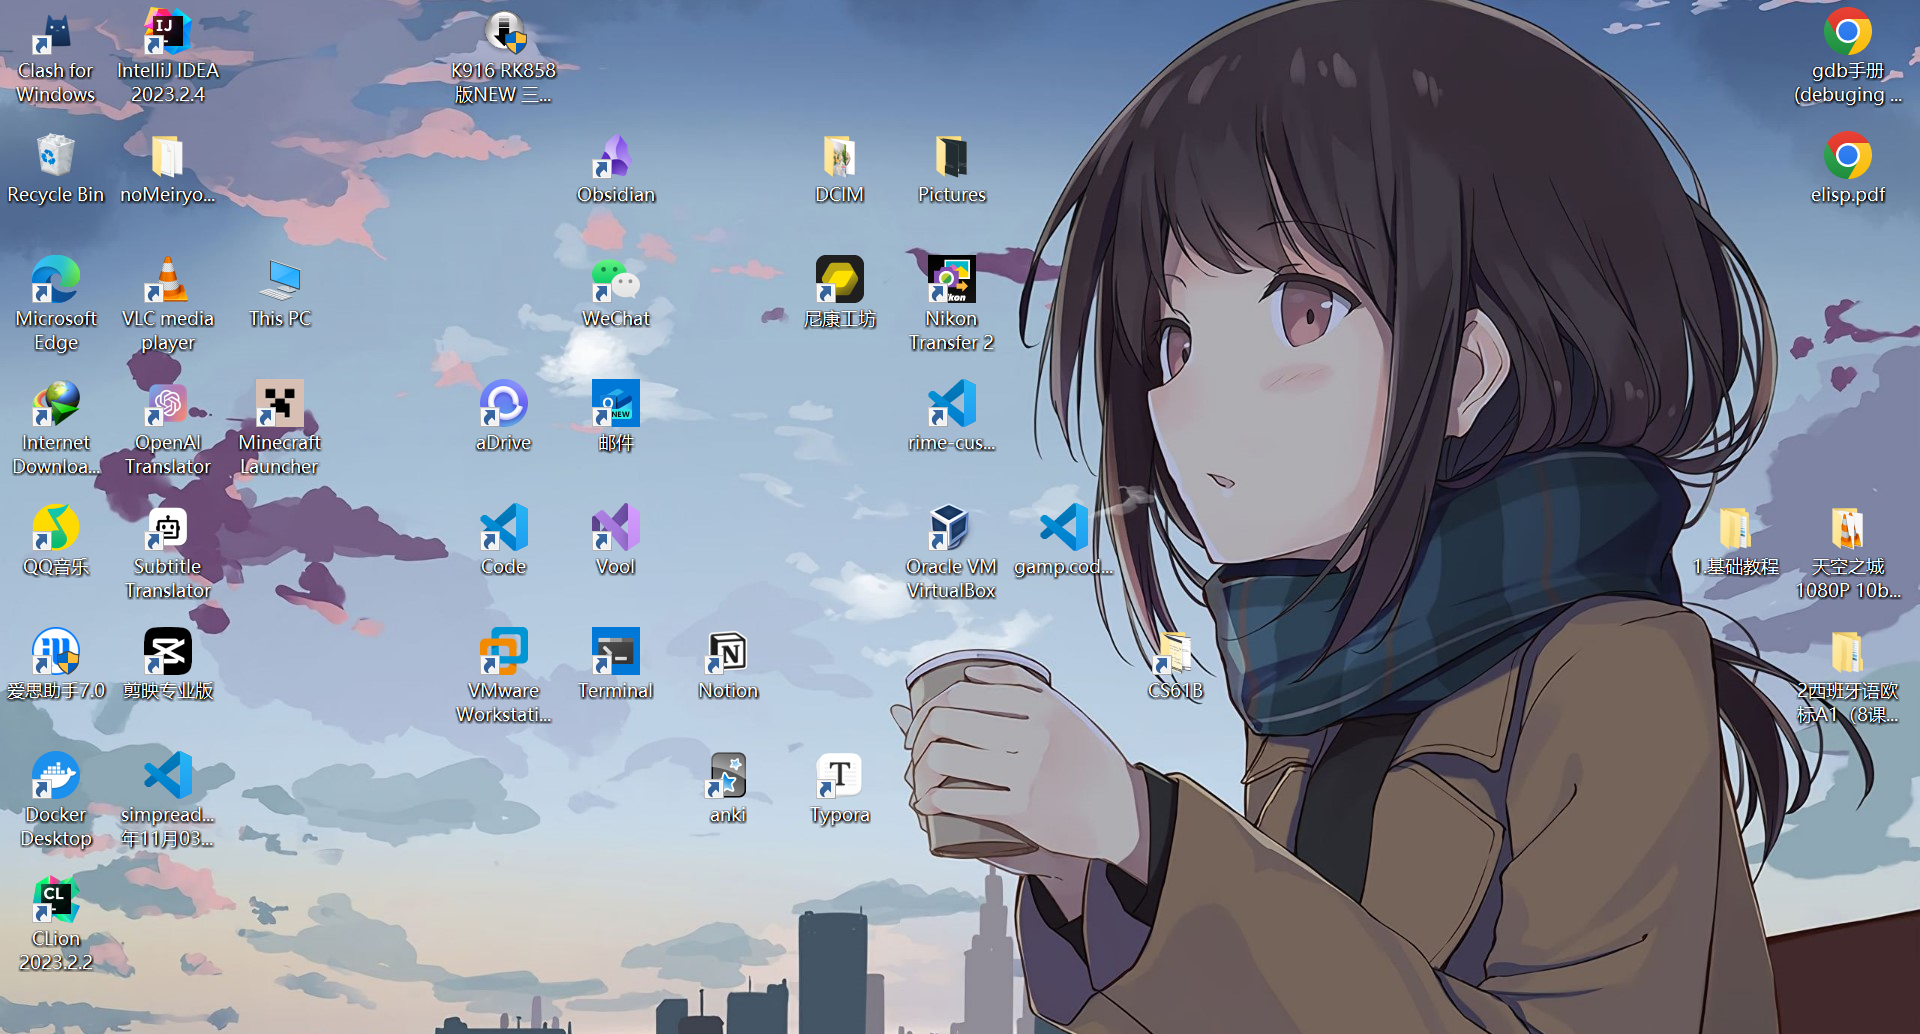 Clash for
Windows
IntelliJ IDEA
2023.2.4
K916 RK858
版NEW 三...
gdb手册
(debuging ...
Recycle Bin
noMeiryo...
Obsidian
DCIM
Pictures
elisp.pdf
Microsoft
Edge
VLC media
player
This PC
WeChat
尼康工坊
Nikon
Transfer 2
Internet
Downloa...
OpenAI
Translator
Minecraft
Launcher
aDrive
邮件
rime-cus...
QQ音乐
Subtitle
Translator
Code
Vool
Oracle VM
VirtualBox
gamp.cod...
1.基础教程
天空之城
1080P 10b...
爱思助手7.0
剪映专业版
VMware
Workstati...
Terminal
Notion
CS61B
2西班牙语欧
标A1（8课...
Docker
Desktop
simpread...
年11月03...
anki
Typora
CLion
2023.2.2